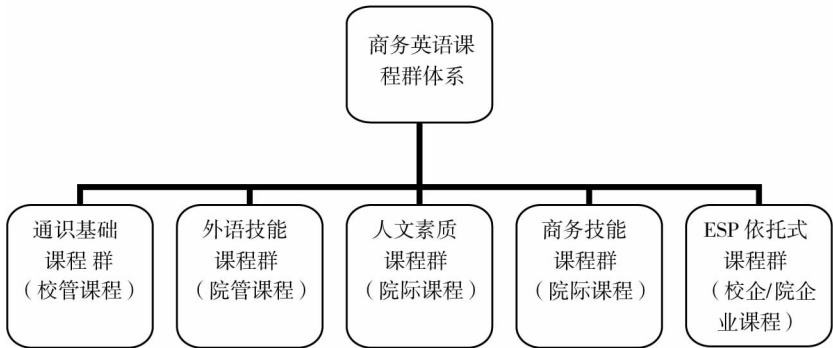 商务英语课
程群体系
通识基础
课程 群
（校管课程）
外语技能
课程群
（院管课程）
人文素质
课程群
（院际课程）
商务技能
课程群
（院际课程）
ESP 依托式
课程群
（校企/院企
业课程）